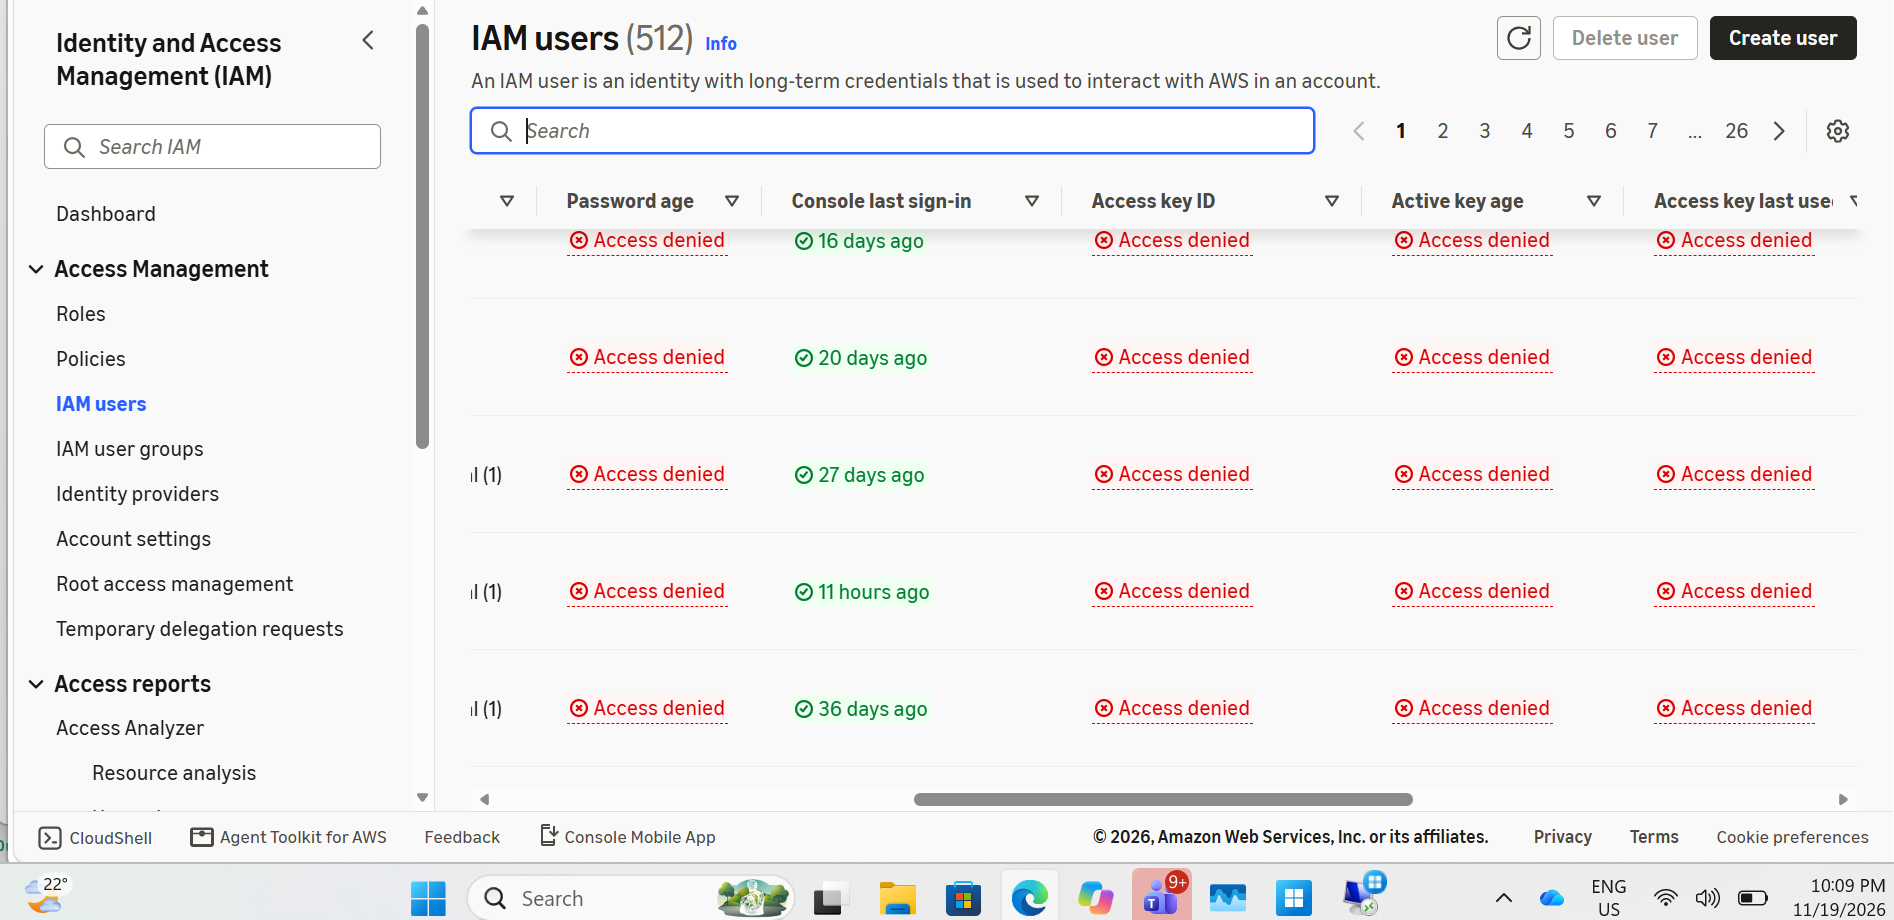 Identity and Access
Management (IAM)
Search IAM
Dashboard
Access Management
Roles
Policies
IAM users
IAM user groups
Identity providers
Account settings
Root access management
Temporary delegation requests
Access reports
Access Analyzer
Resource analysis
IAM users (512) Info
Delete user
Create user
An IAM user is an identity with long-term credentials that is used to interact with AWS in an account.
Search
1 2 3 4 5 6 7 ... 26
Password age Console last sign-in Access key ID Active key age Access key last used
Access denied 16 days ago Access denied Access denied Access denied
Access denied 20 days ago Access denied Access denied Access denied
(1) Access denied 27 days ago Access denied Access denied Access denied
(1) Access denied 11 hours ago Access denied Access denied Access denied
(1) Access denied 36 days ago Access denied Access denied Access denied
CloudShell Agent Toolkit for AWS Feedback Console Mobile App © 2026, Amazon Web Services, Inc. or its affiliates. Privacy Terms Cookie preferences
22°
Search
9+
ENG
US
10:09 PM
11/19/2026